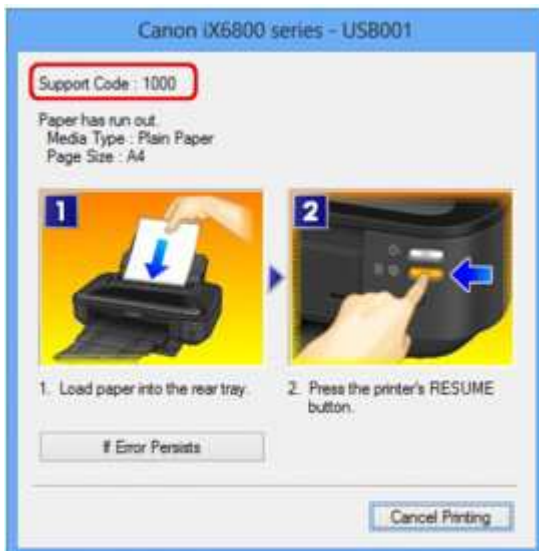 Canon iX6800 series - USB001
Support Code : 1000
Paper has run out.
Media Type : Plain Paper
Page Size : A4
1
2
1. Load paper into the rear tray.
2. Press the printer's RESUME
button.
If Error Persists
Cancel Printing